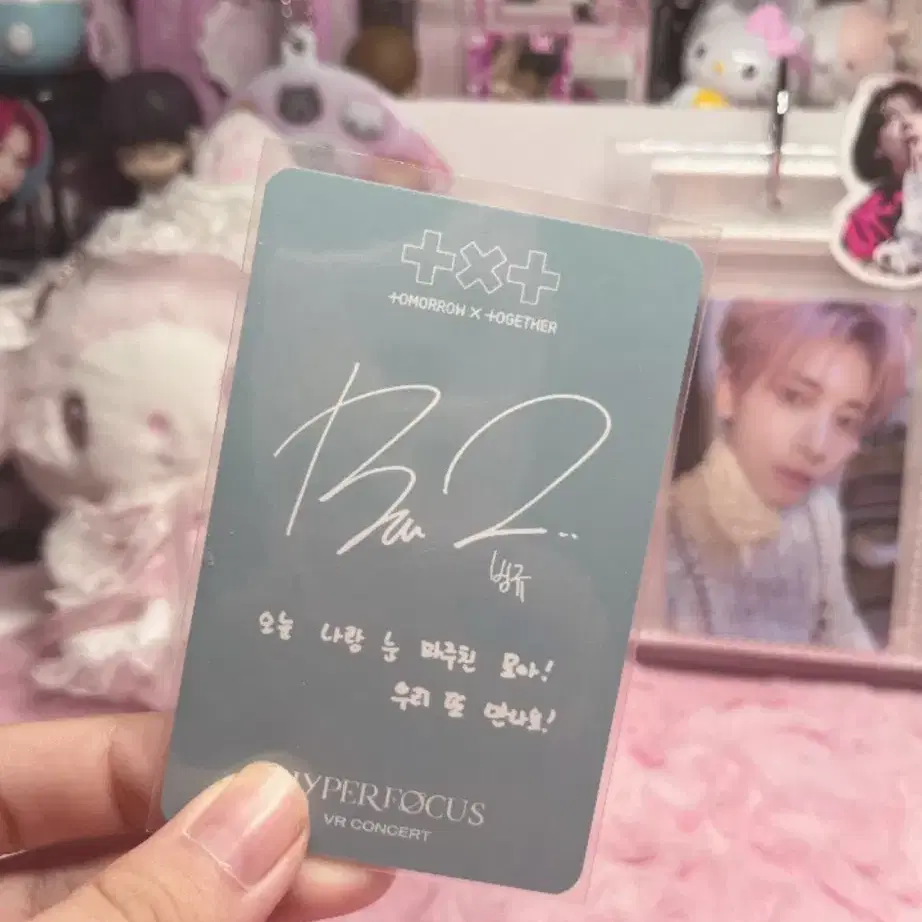 TOMORROW X TOGETHER
범규
오늘 나랑 눈 마주친 모아!
우리 또 만나요!
HYPERFØCUS
VR CONCERT